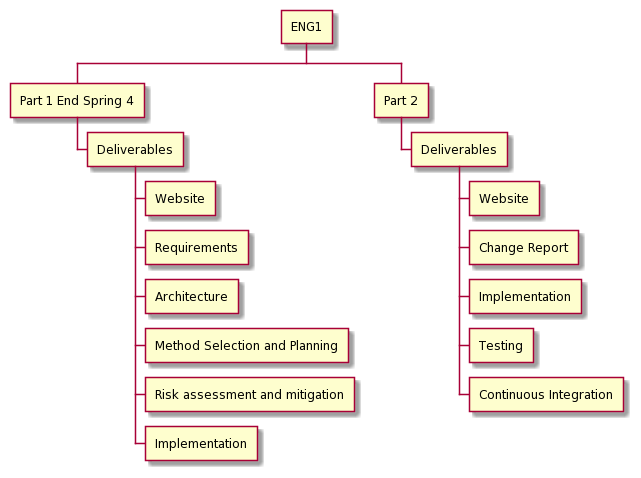 ENG1
Part 1 End Spring 4
Deliverables
Website
Requirements
Architecture
Method Selection and Planning
Risk assessment and mitigation
Implementation
Part 2
Deliverables
Website
Change Report
Implementation
Testing
Continuous Integration